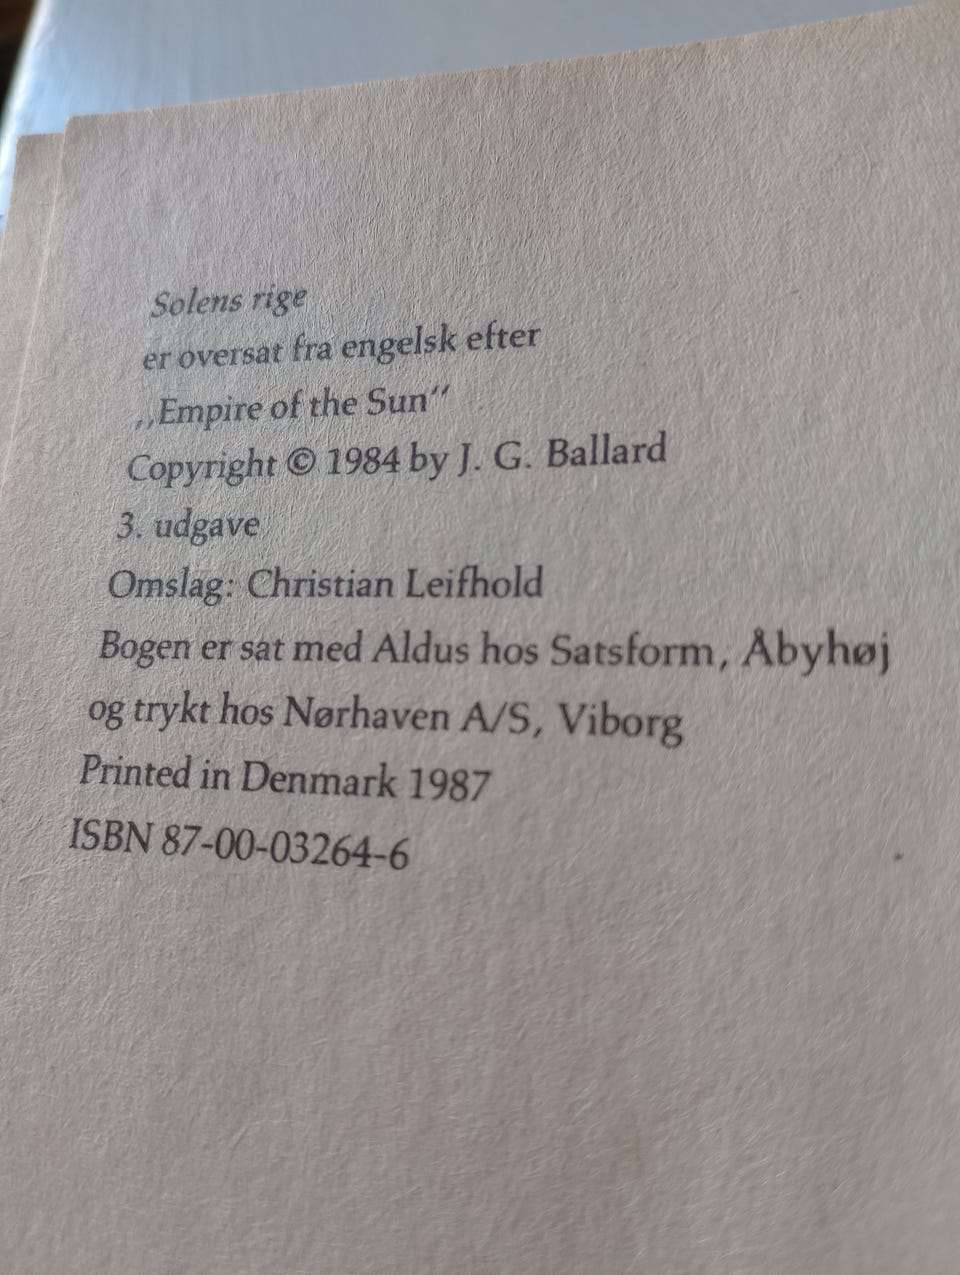 Solens rige
er oversat fra engelsk efter
,,Empire of the Sun”
Copyright © 1984 by J. G. Ballard
3. udgave
Omslag: Christian Leifhold
Bogen er sat med Aldus hos Satsform, Åbyhøj
og trykt hos Nørhaven A/S, Viborg
Printed in Denmark 1987
ISBN 87-00-03264-6